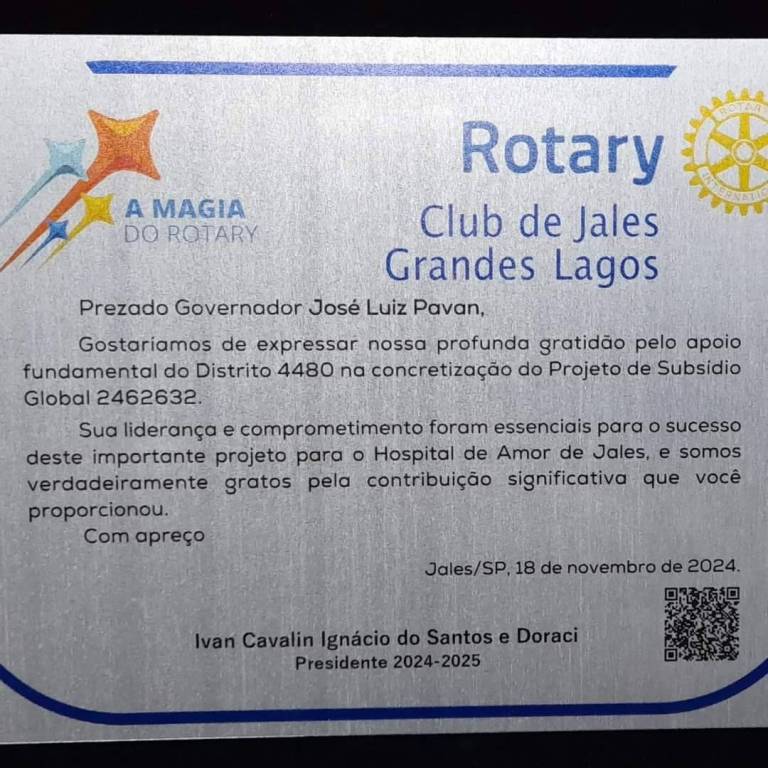 A MAGIA
DO ROTARY
Rotary
Club de Jales
Grandes Lagos
ROTARY
INTERNATIO
Prezado Governador José Luiz Pavan,
Gostaríamos de expressar nossa profunda gratidão pelo apoio
fundamental do Distrito 4480 na concretização do Projeto de Subsídio
Global 2462632.
Sua liderança e comprometimento foram essenciais para o sucesso
deste importante projeto para o Hospital de Amor de Jales, e somos
verdadeiramente gratos pela contribuição significativa que você
proporcionou.
Com apreço
Jales/SP, 18 de novembro de 2024.
Ivan Cavalin Ignácio do Santos e Doraci
Presidente 2024-2025